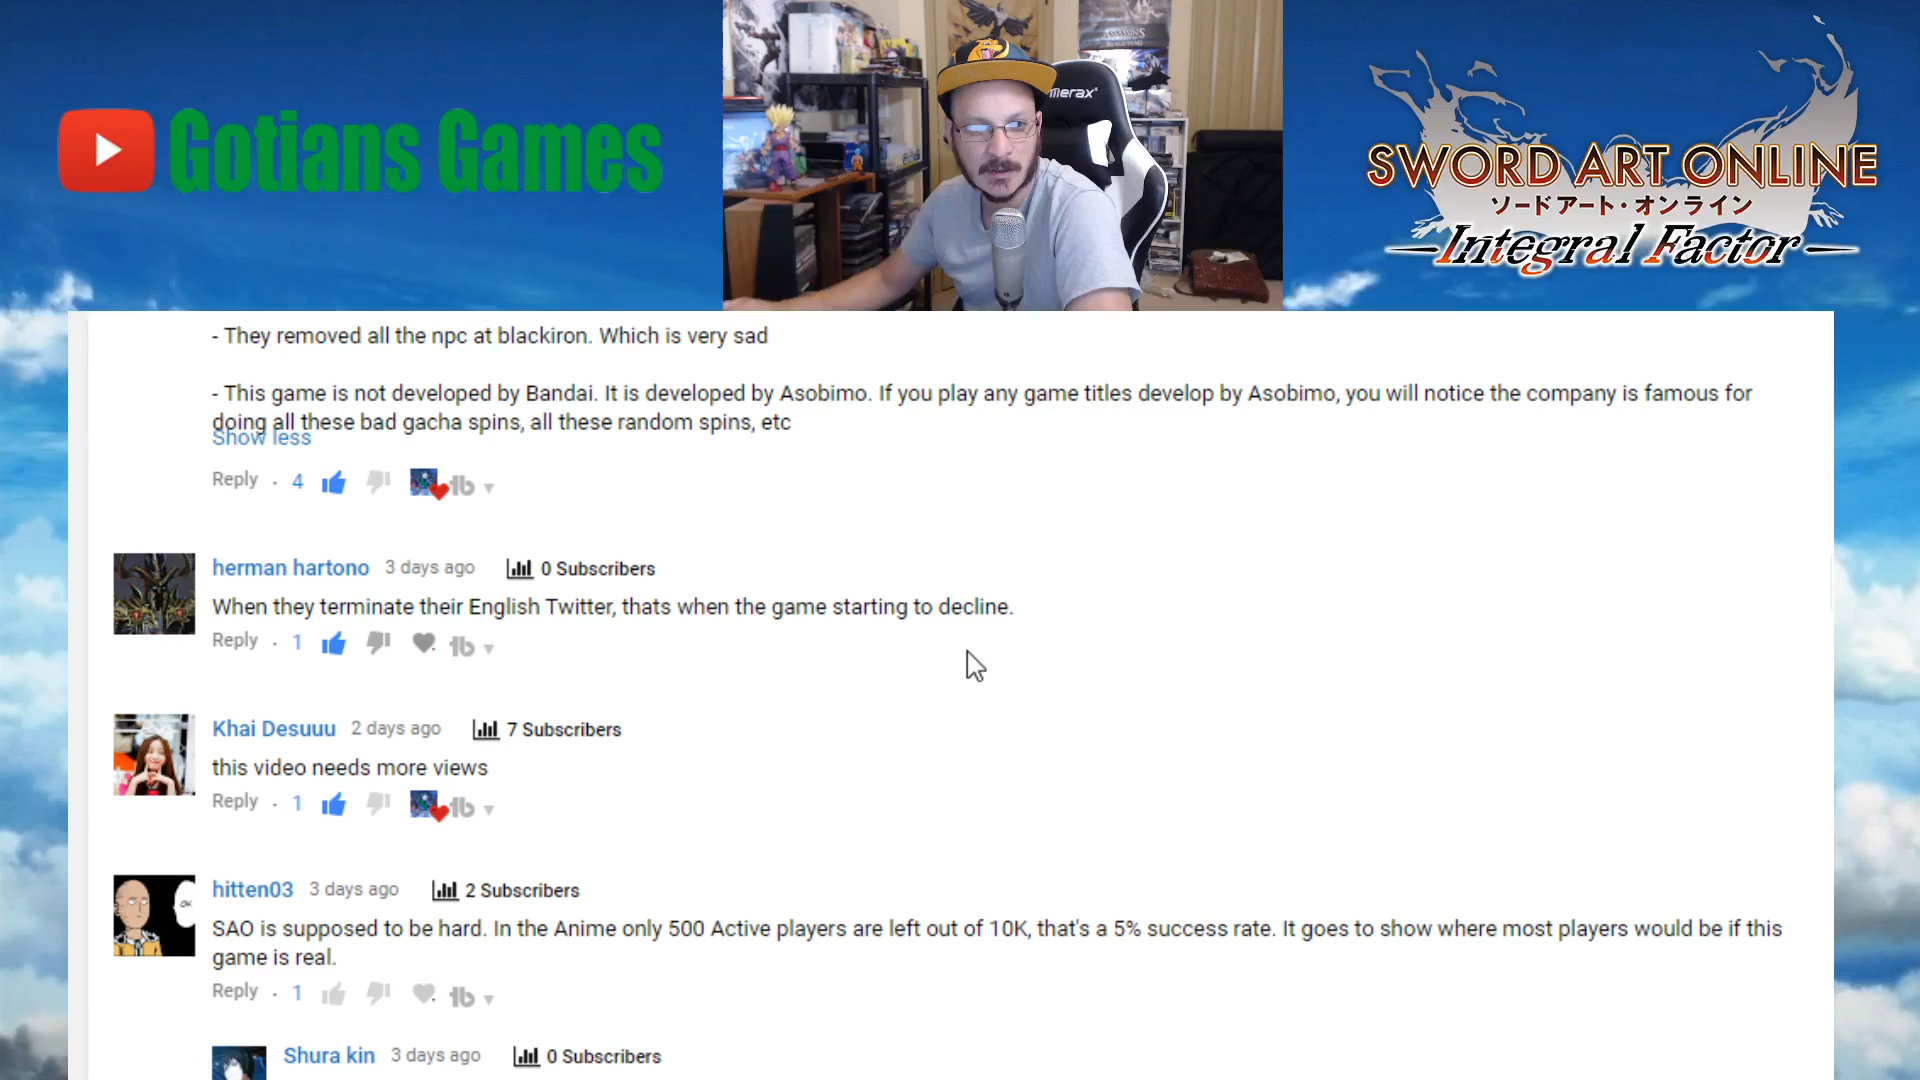 Gotians Games
merax
ASSASSIN'S
SWORD ART ONLINE
ソードアート・オンライン
Integral Factor
- They removed all the npc at blackiron. Which is very sad
- This game is not developed by Bandai. It is developed by Asobimo. If you play any game titles develop by Asobimo, you will notice the company is famous for
doing all these bad gacha spins, all these random spins, etc
Show less
Reply . 4
herman hartono 3 days ago 0 Subscribers
When they terminate their English Twitter, thats when the game starting to decline.
Reply . 1
Khai Desuuu 2 days ago 7 Subscribers
this video needs more views
Reply . 1
hitten03 3 days ago 2 Subscribers
OK
SAO is supposed to be hard. In the Anime only 500 Active players are left out of 10K, that's a 5% success rate. It goes to show where most players would be if this
game is real.
Reply . 1
Shura kin 3 days ago 0 Subscribers